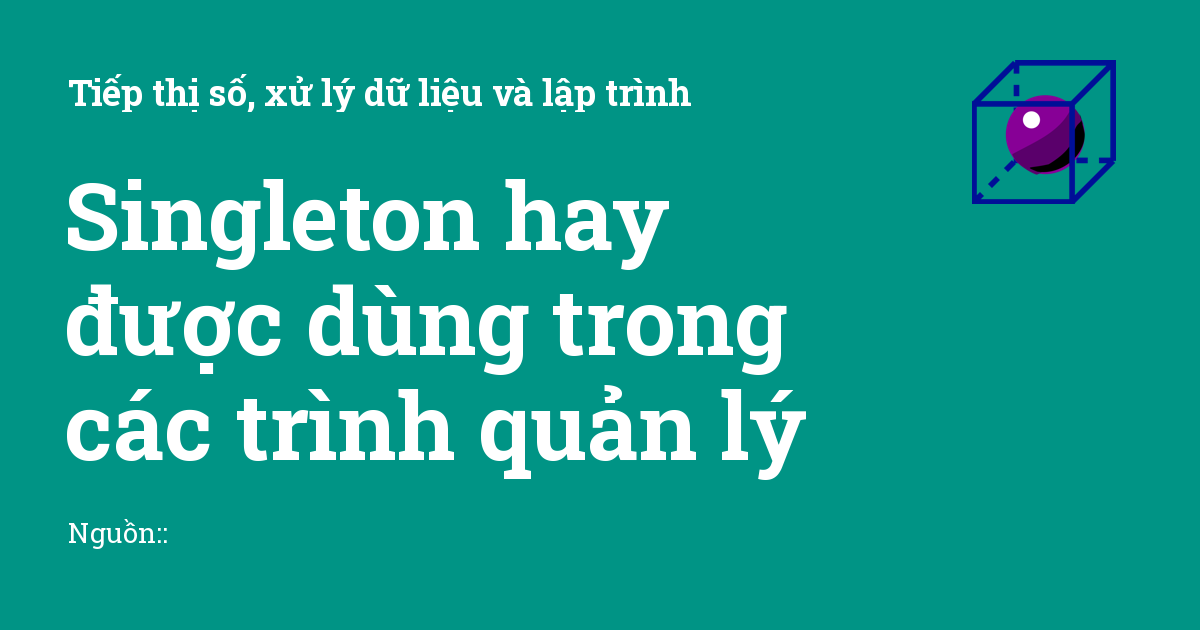 Tiếp thị số, xử lý dữ liệu và lập trình
Singleton hay
được dùng trong
các trình quản lý
Nguồn::